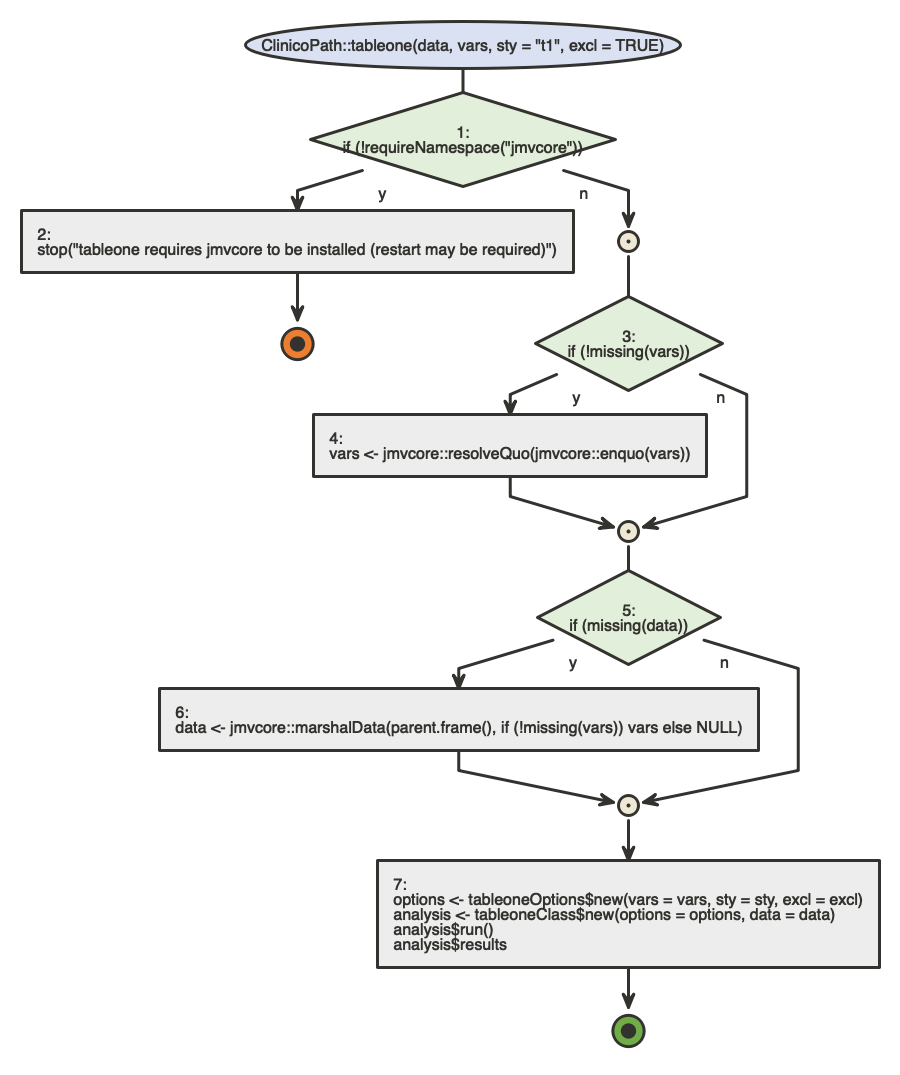 ClinicoPath::tableone(data, vars, sty = "t1", excl = TRUE)
1:
if (!requireNamespace("jmvcore"))
y
n
2:
stop("tableone requires jmvcore to be installed (restart may be required)")
3:
if (!missing(vars))
y
n
4:
vars <- jmvcore::resolveQuo(jmvcore::enquo(vars))
5:
if (missing(data))
y
n
6:
data <- jmvcore::marshalData(parent.frame(), if (!missing(vars)) vars else NULL)
7:
options <- tableoneOptions$new(vars = vars, sty = sty, excl = excl)
analysis <- tableoneClass$new(options = options, data = data)
analysis$run()
analysis$results